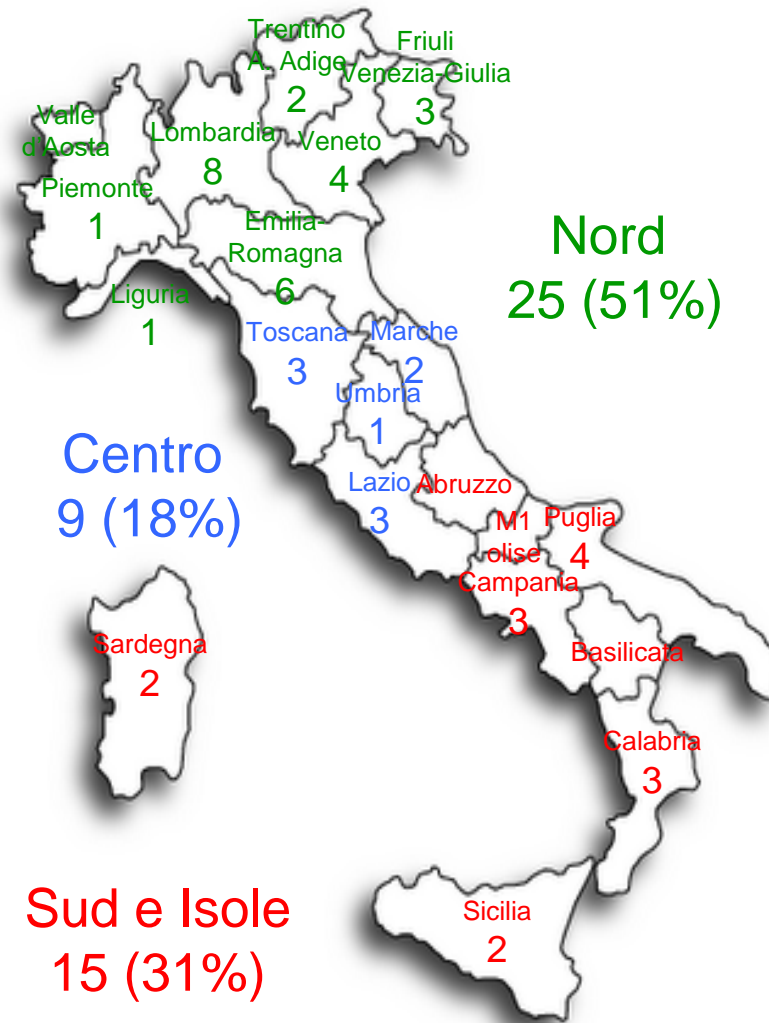 Trentino
A. Adige
2
Friuli
Venezia-Giulia
3
Valle
d'Aosta
Lombardia
8
Veneto
4
Piemonte
1
Emilia-
Romagna
6
Nord
25 (51%)
Liguria
1
Toscana
3
Marche
2
Umbria
1
Centro
9 (18%)
Lazio
3
Abruzzo
M1
olise
Puglia
4
Campania
3
Sardegna
2
Basilicata
Calabria
3
Sud e Isole
15 (31%)
Sicilia
2